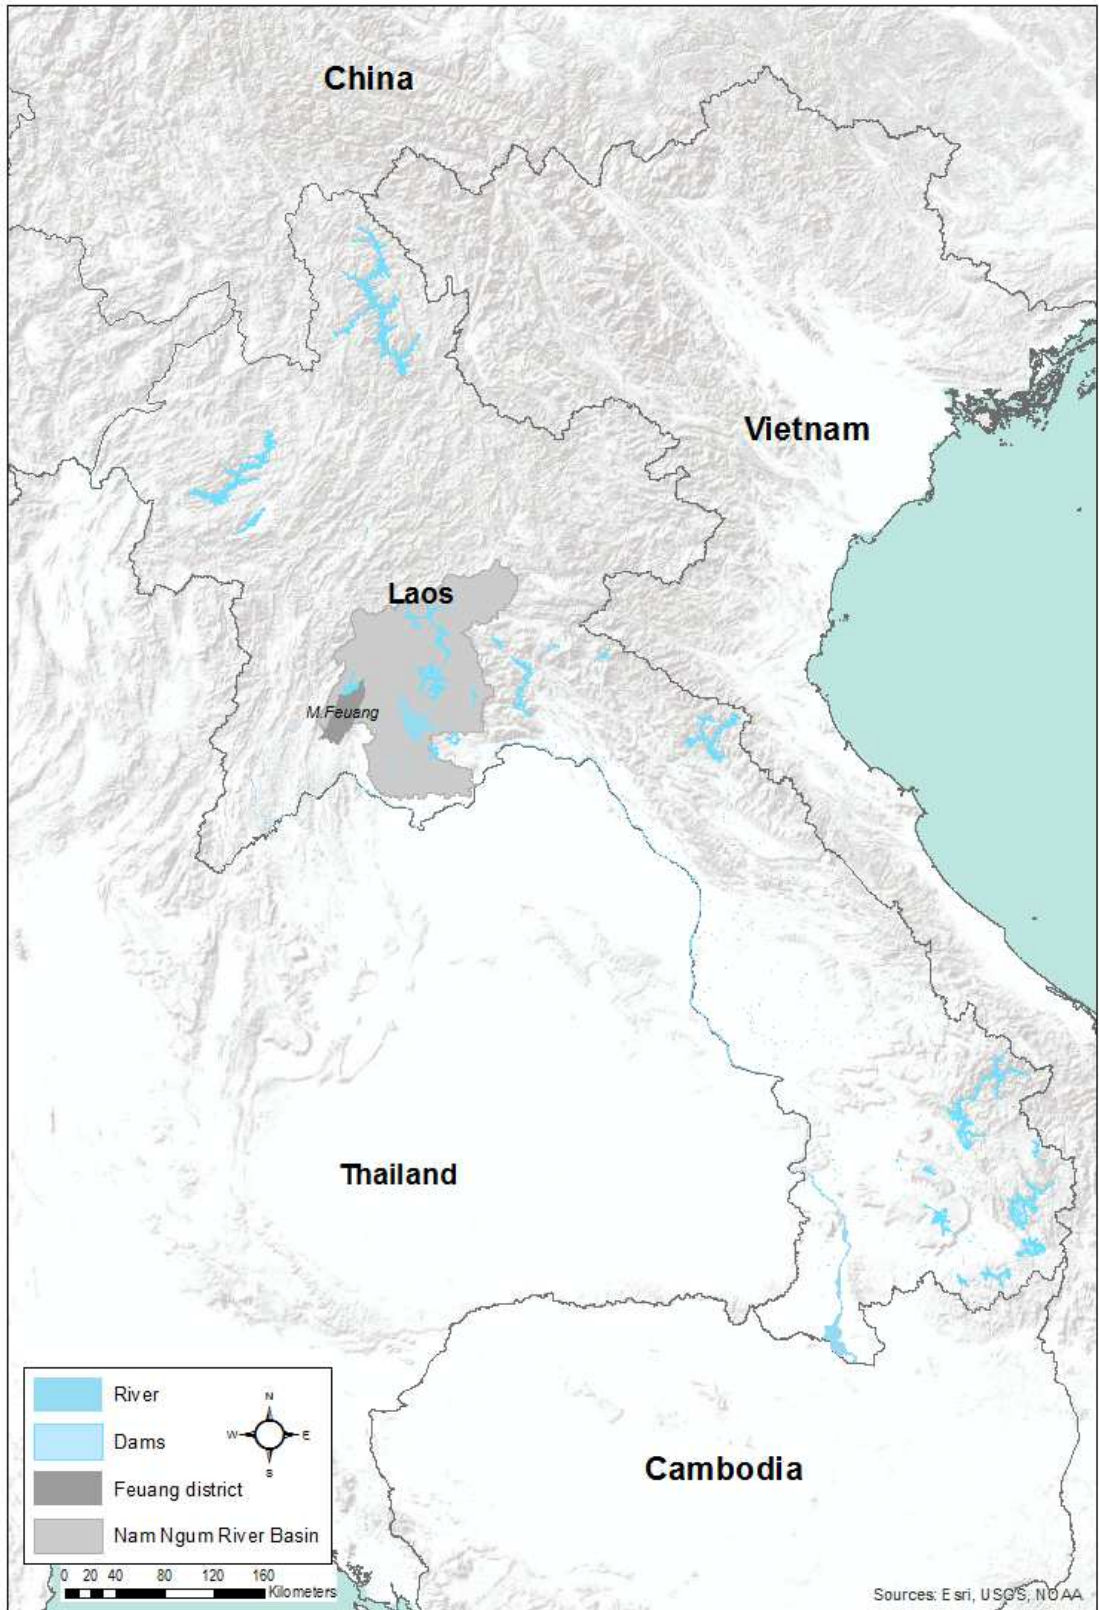 China
Vietnam
Laos
M.Feuang
Thailand
Cambodia
River
Dams
Feuang district
Nam Ngum River Basin
N
W
E
S
0 20 40 80 120 160
Kilometers
Sources: Esri, USGS, NOAA